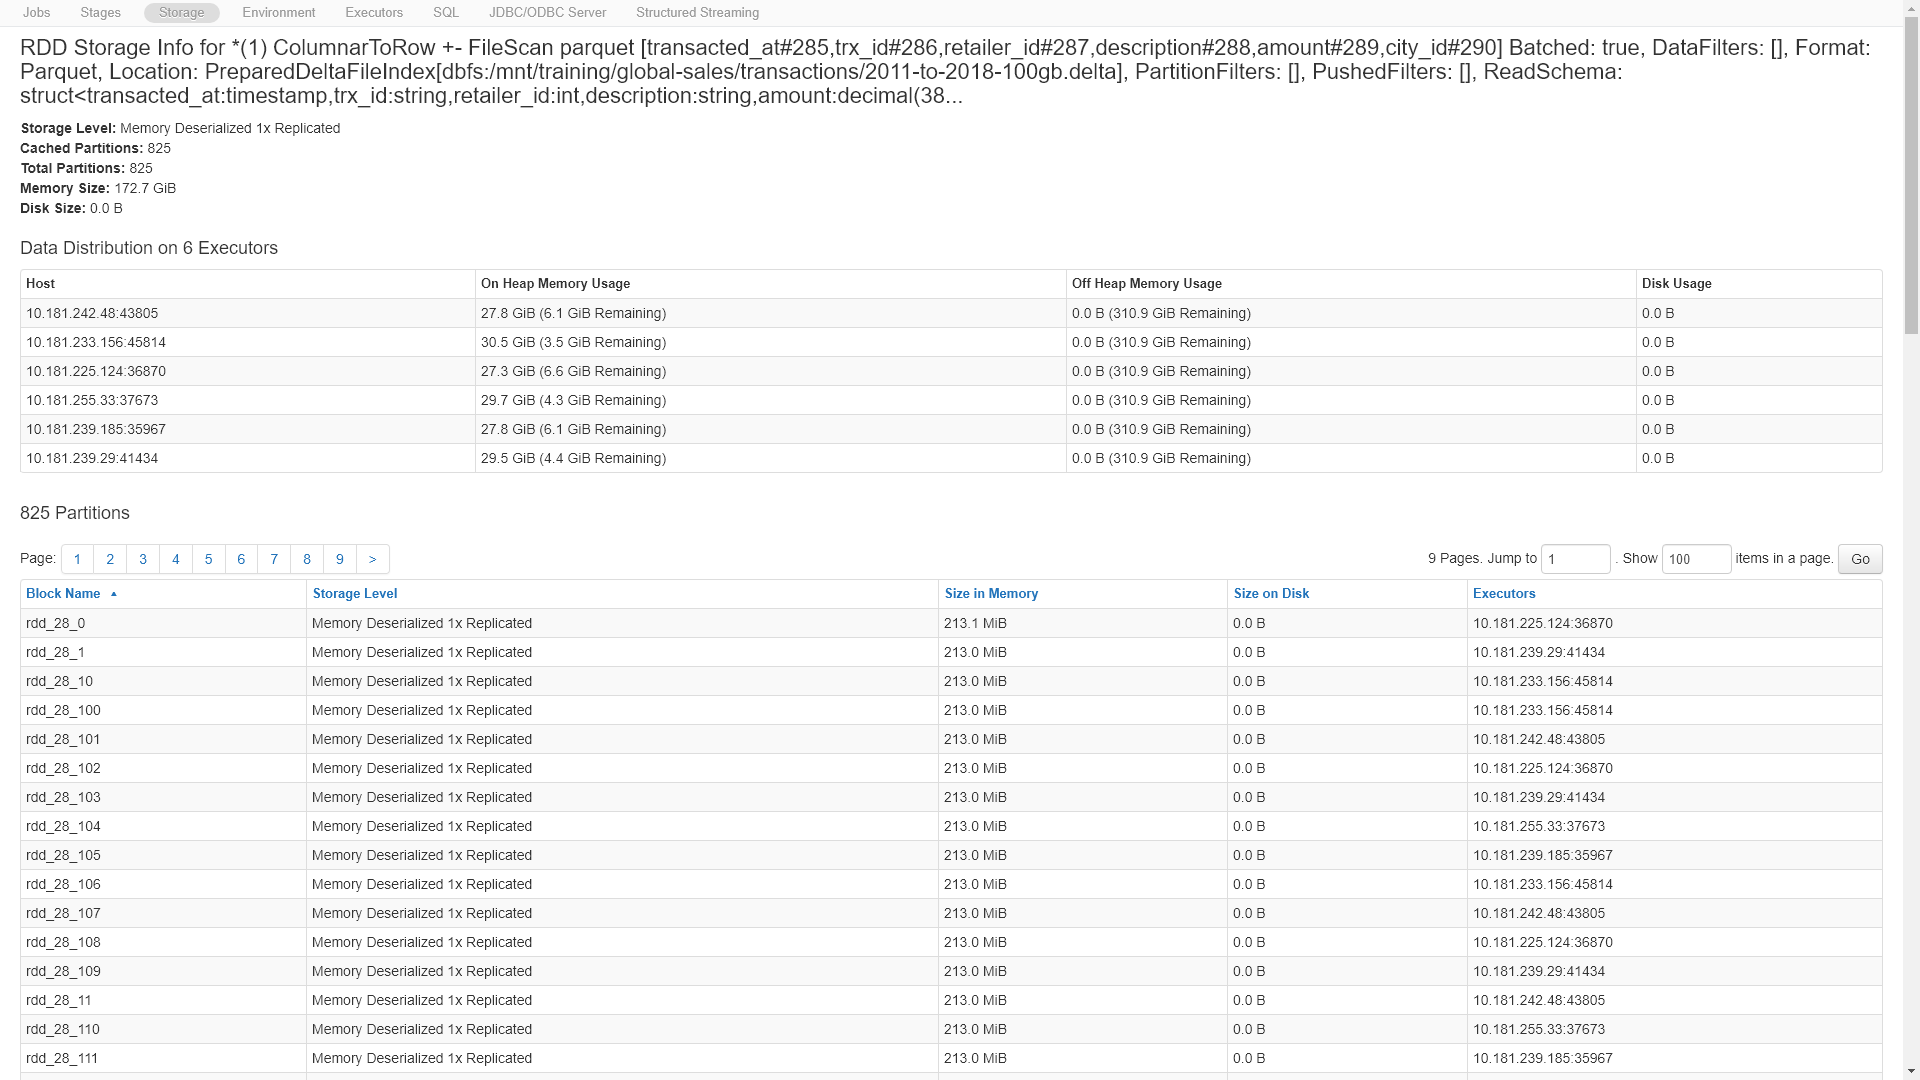 Jobs Stages Storage Environment Executors SQL JDBC/ODBC Server Structured Streaming
RDD Storage Info for *(1) ColumnarToRow +- FileScan parquet [transacted_at#285,trx_id#286,retailer_id#287,description#288,amount#289,city_id#290] Batched: true, DataFilters: [], Format:
Parquet, Location: PreparedDeltaFileIndex[dbfs:/mnt/training/global-sales/transactions/2011-to-2018-100gb.delta], PartitionFilters: [], PushedFilters: [], ReadSchema:
struct<transacted_at:timestamp,trx_id:string,retailer_id:int,description:string,amount:decimal(38...
Storage Level: Memory Deserialized 1x Replicated
Cached Partitions: 825
Total Partitions: 825
Memory Size: 172.7 GiB
Disk Size: 0.0 B
Data Distribution on 6 Executors
Host On Heap Memory Usage Off Heap Memory Usage Disk Usage
10.181.242.48:43805 27.8 GiB (6.1 GiB Remaining) 0.0 B (310.9 GiB Remaining) 0.0 B
10.181.233.156:45814 30.5 GiB (3.5 GiB Remaining) 0.0 B (310.9 GiB Remaining) 0.0 B
10.181.225.124:36870 27.3 GiB (6.6 GiB Remaining) 0.0 B (310.9 GiB Remaining) 0.0 B
10.181.255.33:37673 29.7 GiB (4.3 GiB Remaining) 0.0 B (310.9 GiB Remaining) 0.0 B
10.181.239.185:35967 27.8 GiB (6.1 GiB Remaining) 0.0 B (310.9 GiB Remaining) 0.0 B
10.181.239.29:41434 29.5 GiB (4.4 GiB Remaining) 0.0 B (310.9 GiB Remaining) 0.0 B
825 Partitions
Page: 1 2 3 4 5 6 7 8 9 > 9 Pages. Jump to 1 . Show 100 items in a page. Go
Block Name ▲ Storage Level Size in Memory Size on Disk Executors
rdd_28_0 Memory Deserialized 1x Replicated 213.1 MiB 0.0 B 10.181.225.124:36870
rdd_28_1 Memory Deserialized 1x Replicated 213.0 MiB 0.0 B 10.181.239.29:41434
rdd_28_10 Memory Deserialized 1x Replicated 213.0 MiB 0.0 B 10.181.233.156:45814
rdd_28_100 Memory Deserialized 1x Replicated 213.0 MiB 0.0 B 10.181.233.156:45814
rdd_28_101 Memory Deserialized 1x Replicated 213.0 MiB 0.0 B 10.181.242.48:43805
rdd_28_102 Memory Deserialized 1x Replicated 213.0 MiB 0.0 B 10.181.225.124:36870
rdd_28_103 Memory Deserialized 1x Replicated 213.0 MiB 0.0 B 10.181.239.29:41434
rdd_28_104 Memory Deserialized 1x Replicated 213.0 MiB 0.0 B 10.181.255.33:37673
rdd_28_105 Memory Deserialized 1x Replicated 213.0 MiB 0.0 B 10.181.239.185:35967
rdd_28_106 Memory Deserialized 1x Replicated 213.0 MiB 0.0 B 10.181.233.156:45814
rdd_28_107 Memory Deserialized 1x Replicated 213.0 MiB 0.0 B 10.181.242.48:43805
rdd_28_108 Memory Deserialized 1x Replicated 213.0 MiB 0.0 B 10.181.225.124:36870
rdd_28_109 Memory Deserialized 1x Replicated 213.0 MiB 0.0 B 10.181.239.29:41434
rdd_28_11 Memory Deserialized 1x Replicated 213.0 MiB 0.0 B 10.181.242.48:43805
rdd_28_110 Memory Deserialized 1x Replicated 213.0 MiB 0.0 B 10.181.255.33:37673
rdd_28_111 Memory Deserialized 1x Replicated 213.0 MiB 0.0 B 10.181.239.185:35967